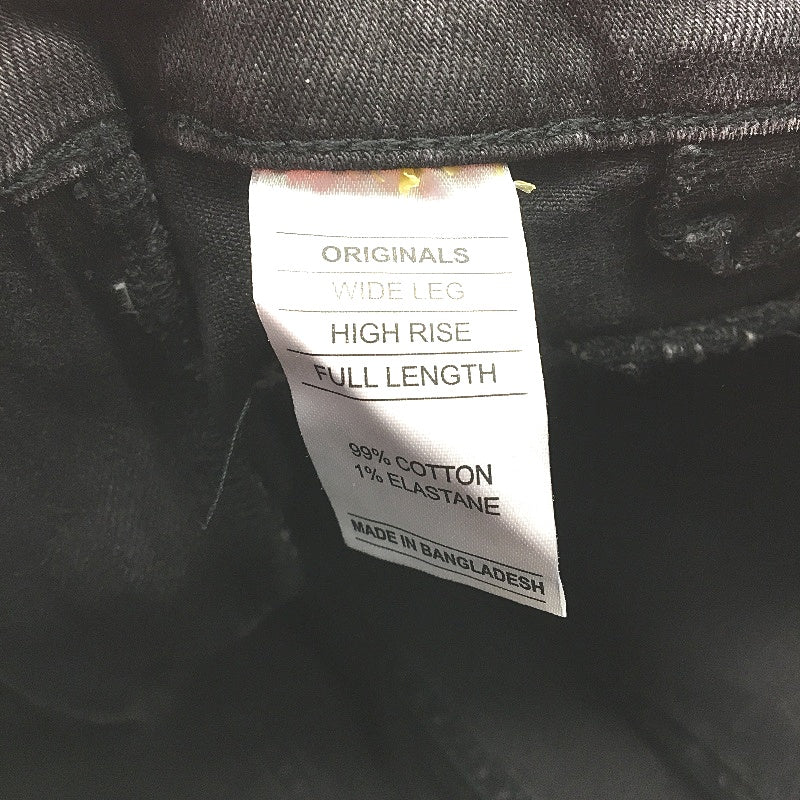 ORIGINALS
WIDE LEG
HIGH RISE
FULL LENGTH
99% COTTON
1% ELASTANE
MADE IN BANGLADESH